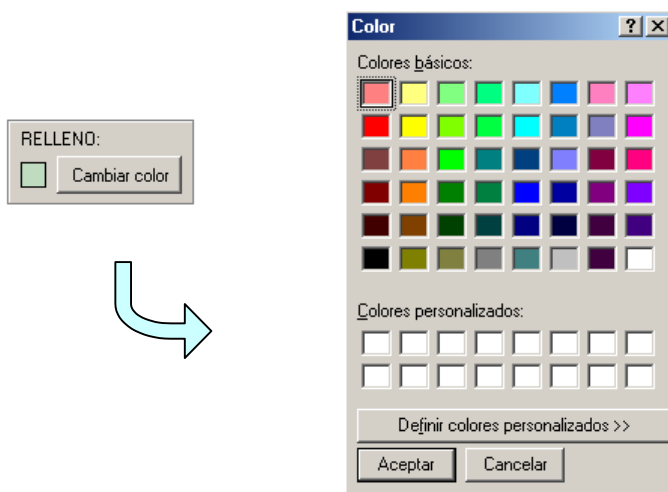 RELLENO:
Cambiar color
Color
Colores básicos:
Colores personalizados:
Definir colores personalizados >>
Aceptar
Cancelar